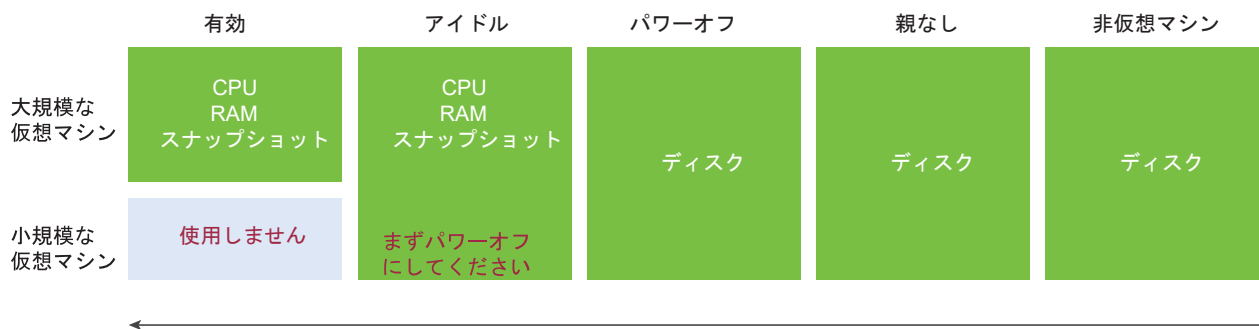 有効
アイドル
パワーオフ
親なし
非仮想マシン
大規模な
仮想マシン
CPU
RAM
スナップショット
CPU
RAM
スナップショット
ディスク
ディスク
ディスク
小規模な
仮想マシン
使用しません
まずパワーオフ
にしてください